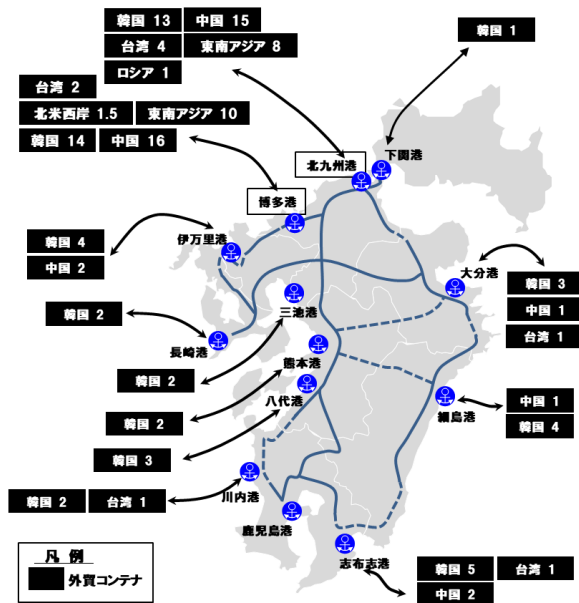 韓国 13 中国 15
台湾 4 東南アジア 8
ロシア 1
韓国 1
台湾 2
北米西岸 1.5 東南アジア 10
韓国 14 中国 16
北九州港
下関港
博多港
伊万里港
韓国 4
中国 2
大分港
韓国 3
中国 1
台湾 1
三池港
韓国 2
長崎港
熊本港
韓国 2
八代港
韓国 2
細島港
中国 1
韓国 4
韓国 3
川内港
韓国 2 台湾 1
鹿児島港
志布志港
韓国 5 台湾 1
中国 2
凡 例
外貿コンテナ